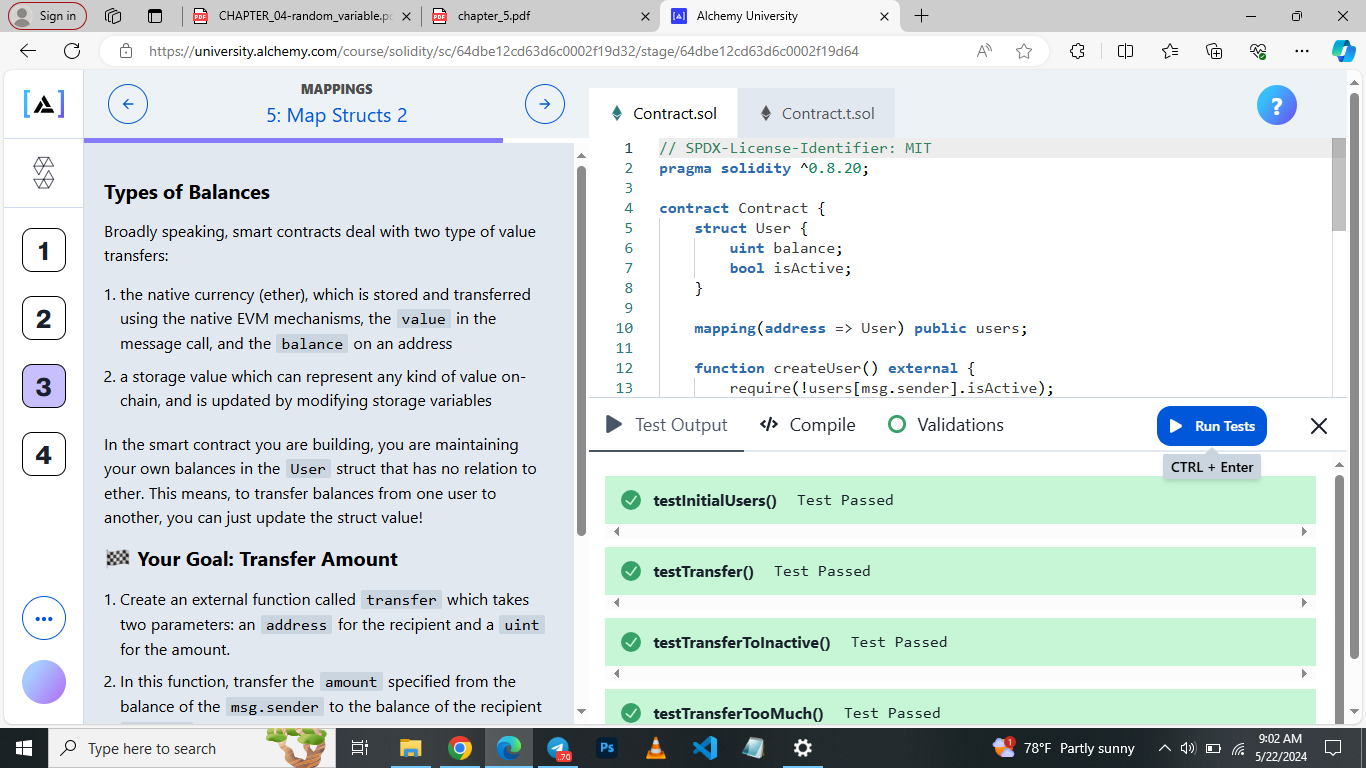 Sign in
CHAPTER_04-random_variable.pc
chapter_5.pdf
Alchemy University
https://university.alchemy.com/course/solidity/sc/64dbe12cd63d6c0002f19d32/stage/64dbe12cd63d6c0002f19d64
MAPPINGS
5: Map Structs 2
1
2
3
4
Types of Balances
Broadly speaking, smart contracts deal with two type of value
transfers:
1. the native currency (ether), which is stored and transferred
using the native EVM mechanisms, the value in the
message call, and the balance on an address
2. a storage value which can represent any kind of value on-
chain, and is updated by modifying storage variables
In the smart contract you are building, you are maintaining
your own balances in the User struct that has no relation to
ether. This means, to transfer balances from one user to
another, you can just update the struct value!
Your Goal: Transfer Amount
1. Create an external function called transfer which takes
two parameters: an address for the recipient and a uint
for the amount.
2. In this function, transfer the amount specified from the
balance of the msg.sender to the balance of the recipient
Contract.sol
Contract.t.sol
?
1 // SPDX-License-Identifier: MIT
2 pragma solidity ^0.8.20;
3
4 contract Contract {
5 struct User {
6 uint balance;
7 bool isActive;
8 }
9
10 mapping(address => User) public users;
11
12 function createUser() external {
13 require(!users[msg.sender].isActive);
Test Output
Compile
Validations
Run Tests
CTRL + Enter
testInitialUsers() Test Passed
testTransfer() Test Passed
testTransferToInactive() Test Passed
testTransferTooMuch() Test Passed
Type here to search
.70
Ps
1
78°F Partly sunny
9:02 AM
5/22/2024